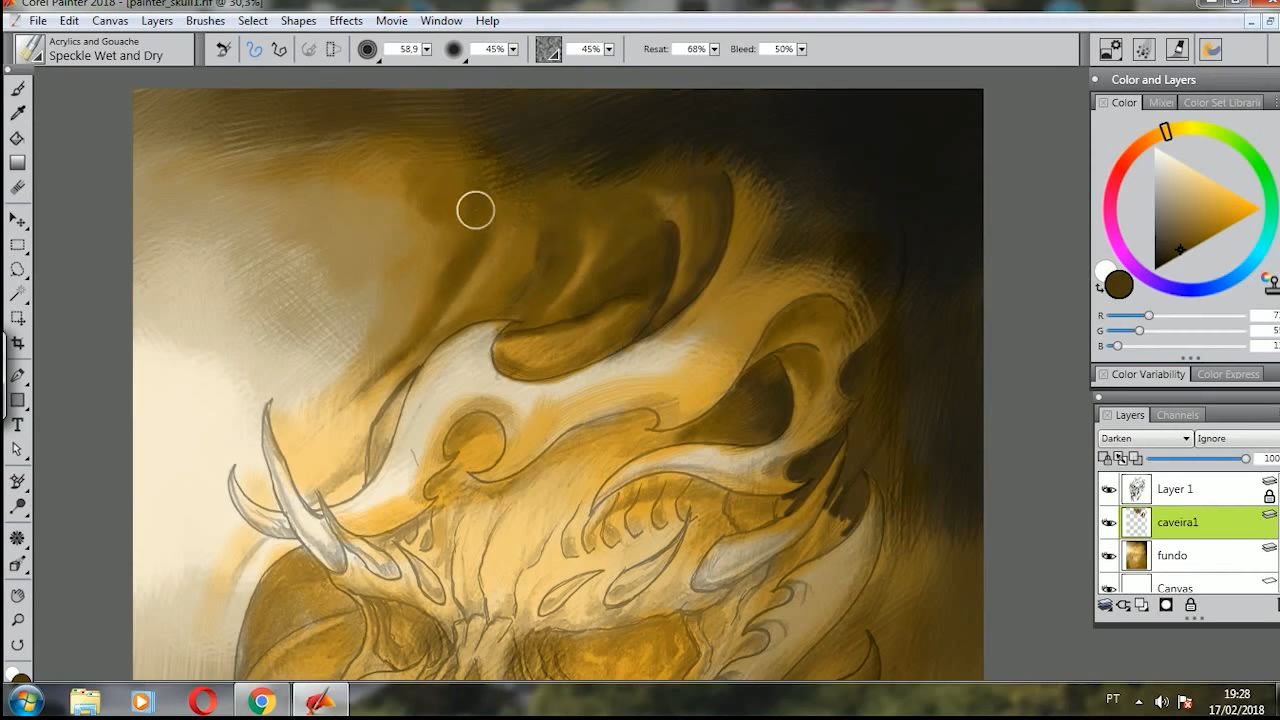 Corel Painter 2018 - [painter_skull1.rif @ 30,3%]
File Edit Canvas Layers Brushes Select Shapes Effects Movie Window Help
Acrylics and Gouache
Speckle Wet and Dry
58,9 45% 45% Resat: 68% Bleed: 50%
Color and Layers
Color Mixer Color Set Librarii
R
G
B
Color Variability Color Express
Layers Channels
Darken Ignore
100
Layer 1
caveira1
fundo
Canvas
T
PT 19:28
17/02/2018